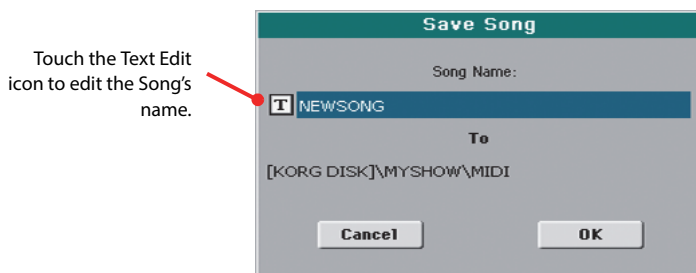 Save Song
Touch the Text Edit
icon to edit the Song's
name.
Song Name:
T NEWSONG
To
[KORG DISK]\MYSHOW\MIDI
Cancel OK